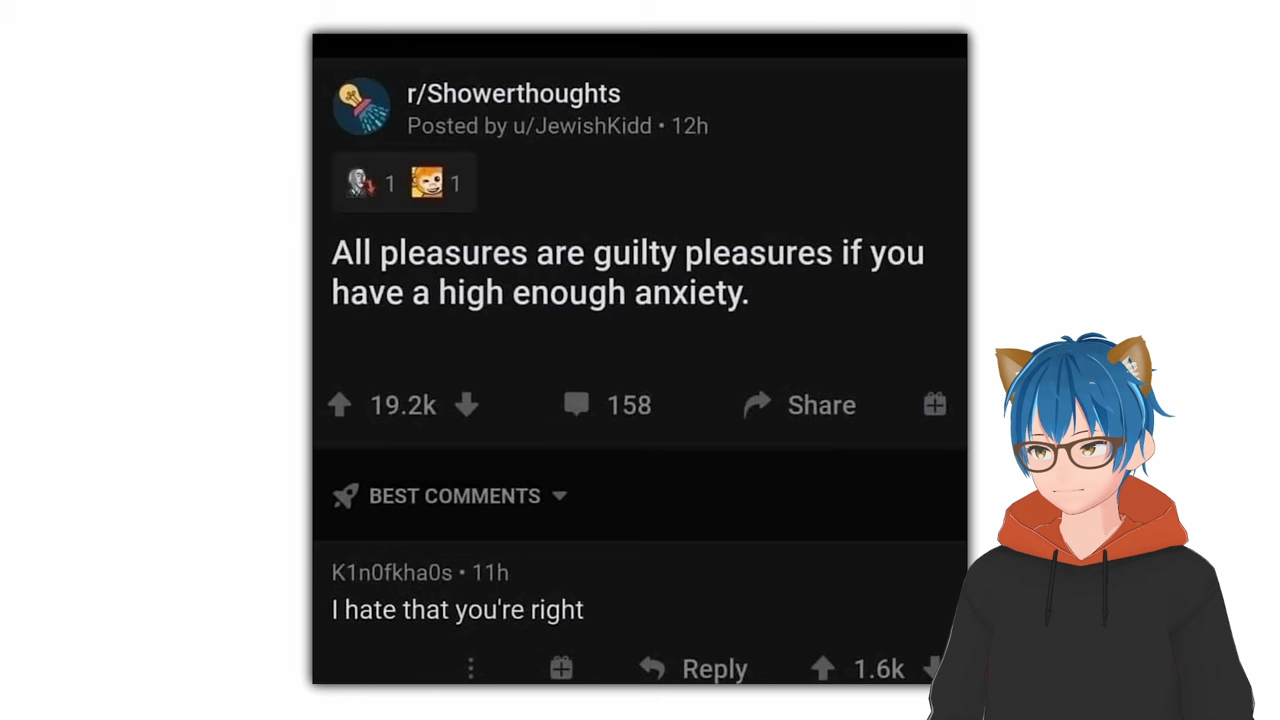 r/Showerthoughts
Posted by u/JewishKidd • 12h
1 1
All pleasures are guilty pleasures if you
have a high enough anxiety.
19.2k 158 Share
BEST COMMENTS
K1n0fkha0s • 11h
I hate that you're right
Reply 1.6k